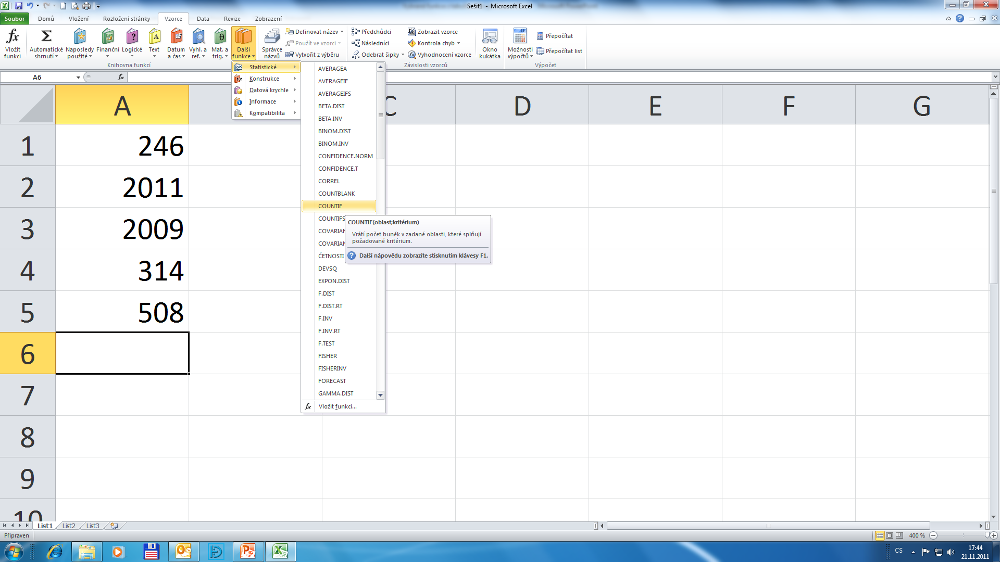 Sešit1 - Microsoft Excel
Soubor Domů Vložení Rozložení stránky Vzorce Data Revize Zobrazení
Vložit funkci
Automatické shrnutí
Naposledy použité
Finanční
Logické
Text
Datum a čas
Vyhl. a ref.
Mat. a trig.
Další funkce
Knihovna funkcí
Správce názvů
Definovat název
Použít ve vzorci
Vytvořit z výběru
Předchůdci
Následníci
Odebrat šipky
Zobrazit vzorce
Kontrola chyb
Vyhodnocení vzorce
Závislosti vzorců
Okno kukátka
Možnosti výpočtů
Přepočítat
Přepočítat list
Výpočet
A6
fx
Statistické
Konstrukce
Datová krychle
Informace
Kompatibilita
AVERAGEA
AVERAGEIF
AVERAGEIFS
BETA.DIST
BETA.INV
BINOM.DIST
BINOM.INV
CONFIDENCE.NORM
CONFIDENCE.T
CORREL
COUNTBLANK
COUNTIF
COUNTIFS
COVARIAN
COVARIAN
ČETNOSTI
DEVSQ
EXPON.DIST
F.DIST
F.DIST.RT
F.INV
F.INV.RT
F.TEST
FISHER
FISHERINV
FORECAST
GAMMA.DIST
Vložit funkci...
COUNTIF(oblast;kritérium)
Vrátí počet buněk v zadané oblasti, které splňují
požadované kritérium.
Další nápovědu zobrazíte stisknutím klávesy F1.
A C D E F G
1 246
2 2011
3 2009
4 314
5 508
6
7
8
9
10
List1 List2 List3
Připraven
400 %
CS
17:44
21.11.2011